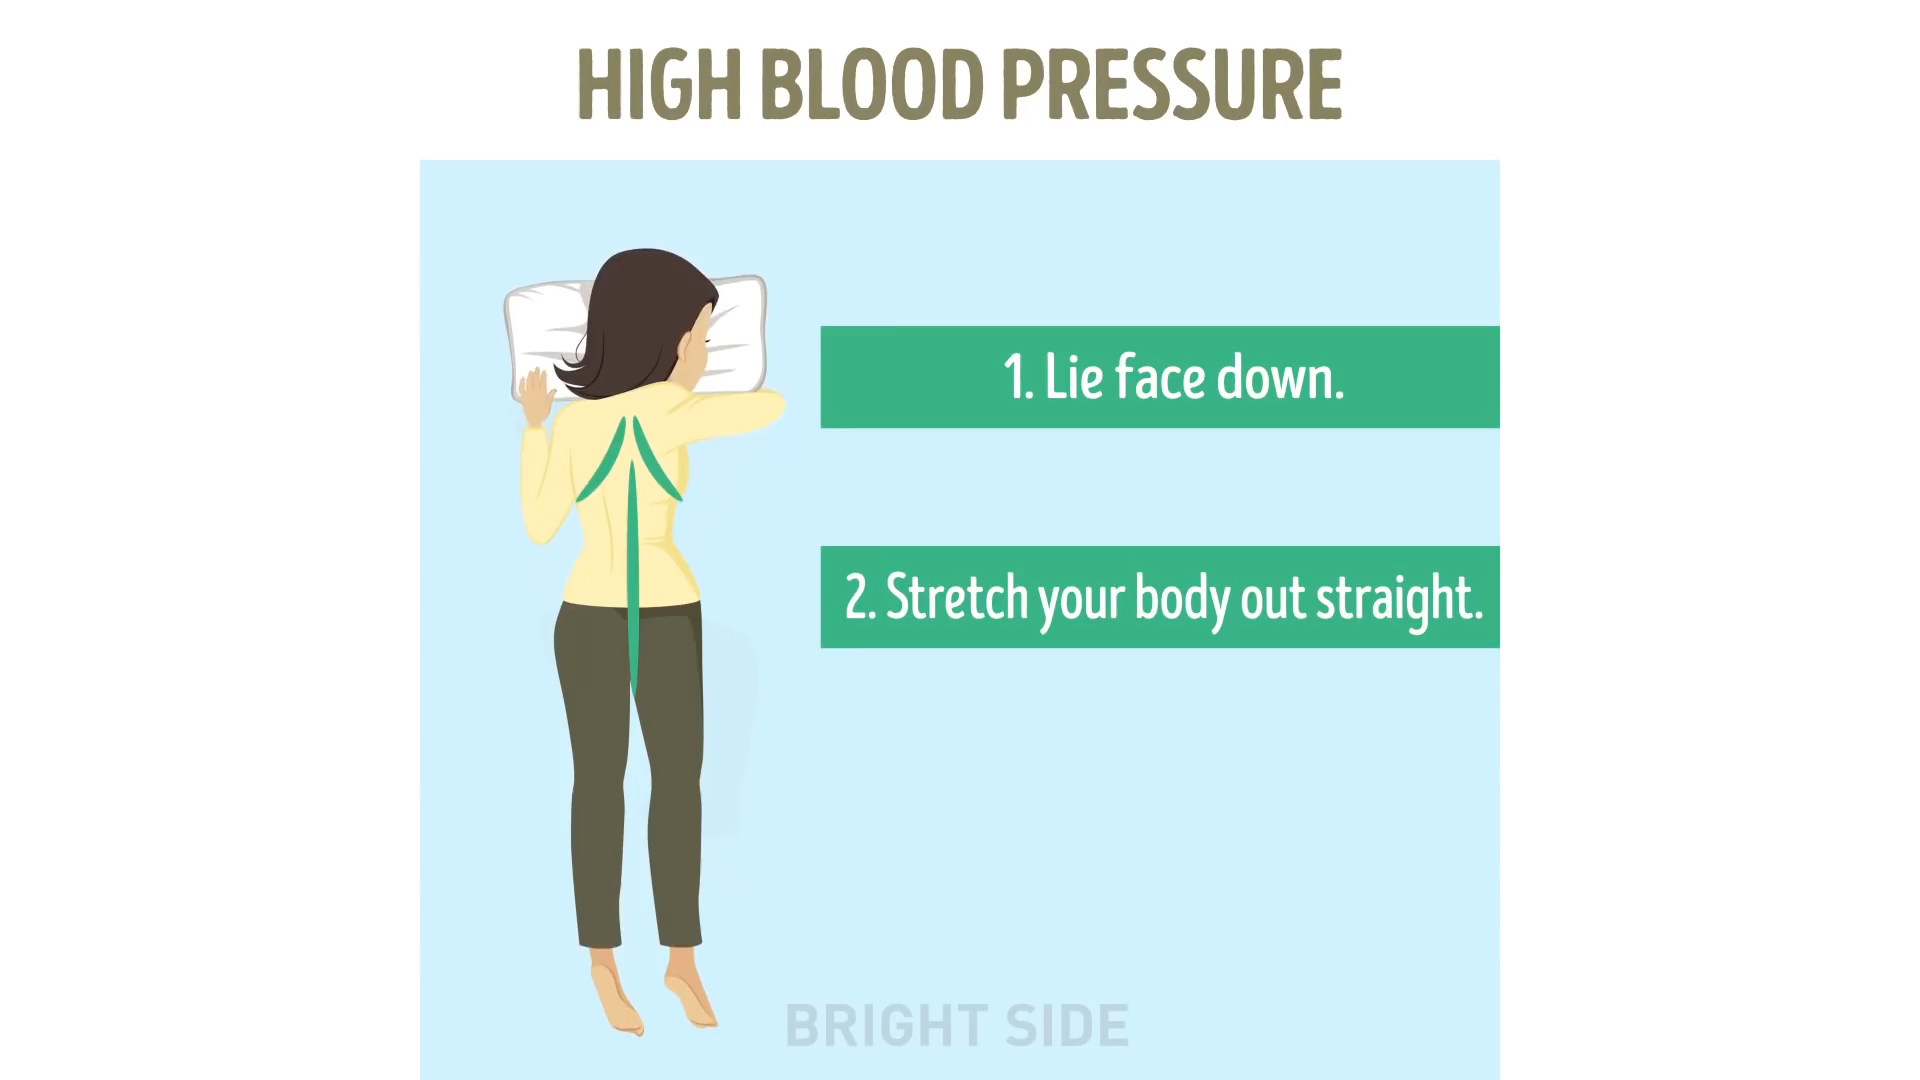 HIGH BLOOD PRESSURE
1. Lie face down.
2. Stretch your body out straight.
BRIGHT SIDE